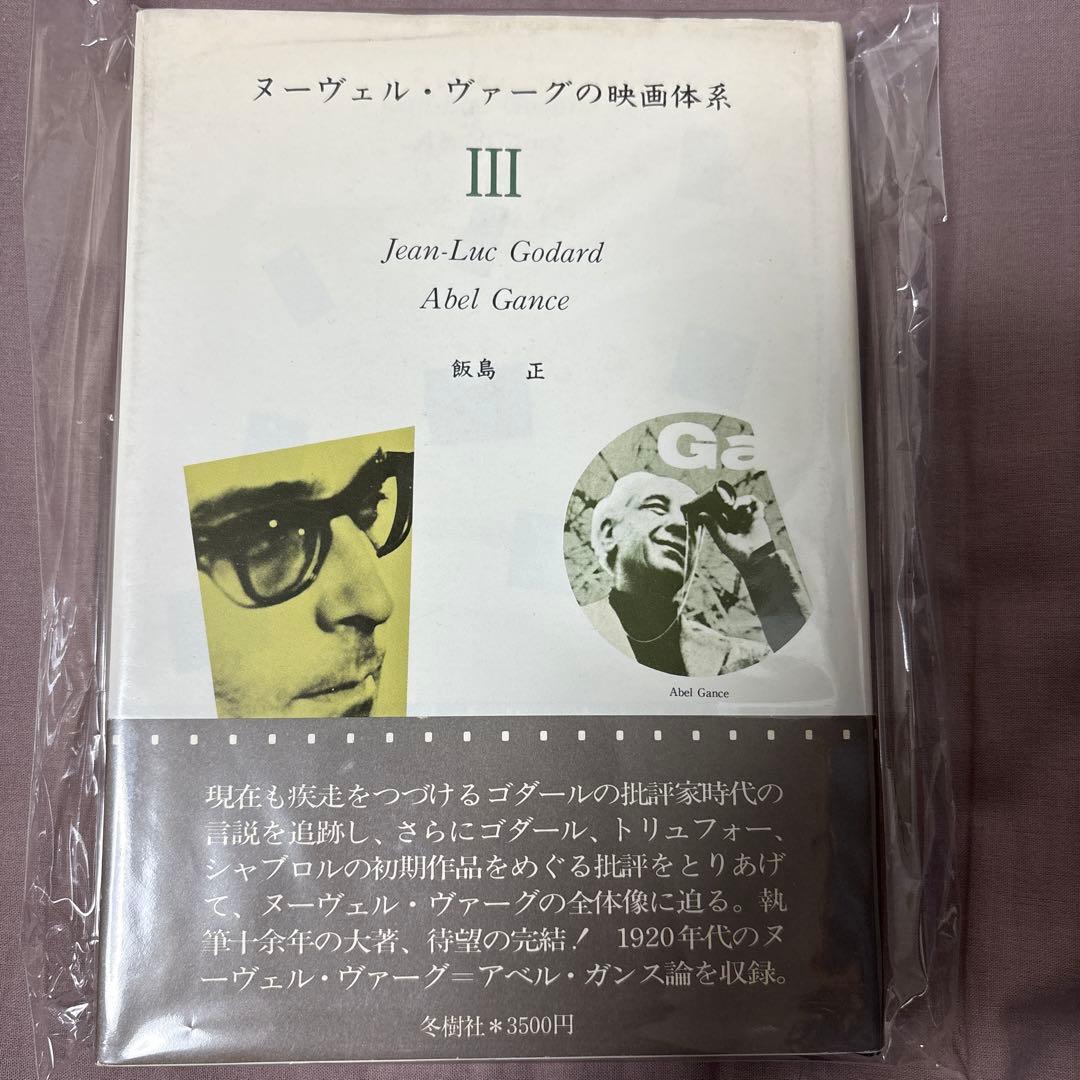 ヌーヴェル・ヴァーグの映画体系
III
Jean-Luc Godard
Abel Gance
飯島 正
Ga
Abel Gance
現在も疾走をつづけるゴダールの批評家時代の
言説を追跡し、さらにゴダール、トリュフォー、
シャブロルの初期作品をめぐる批評をとりあげ
て、ヌーヴェル・ヴァーグの全体像に迫る。執
筆十余年の大著、待望の完結! 1920年代のヌ
ーヴェル・ヴァーグ=アベル・ガンス論を収録。
冬樹社*3500円